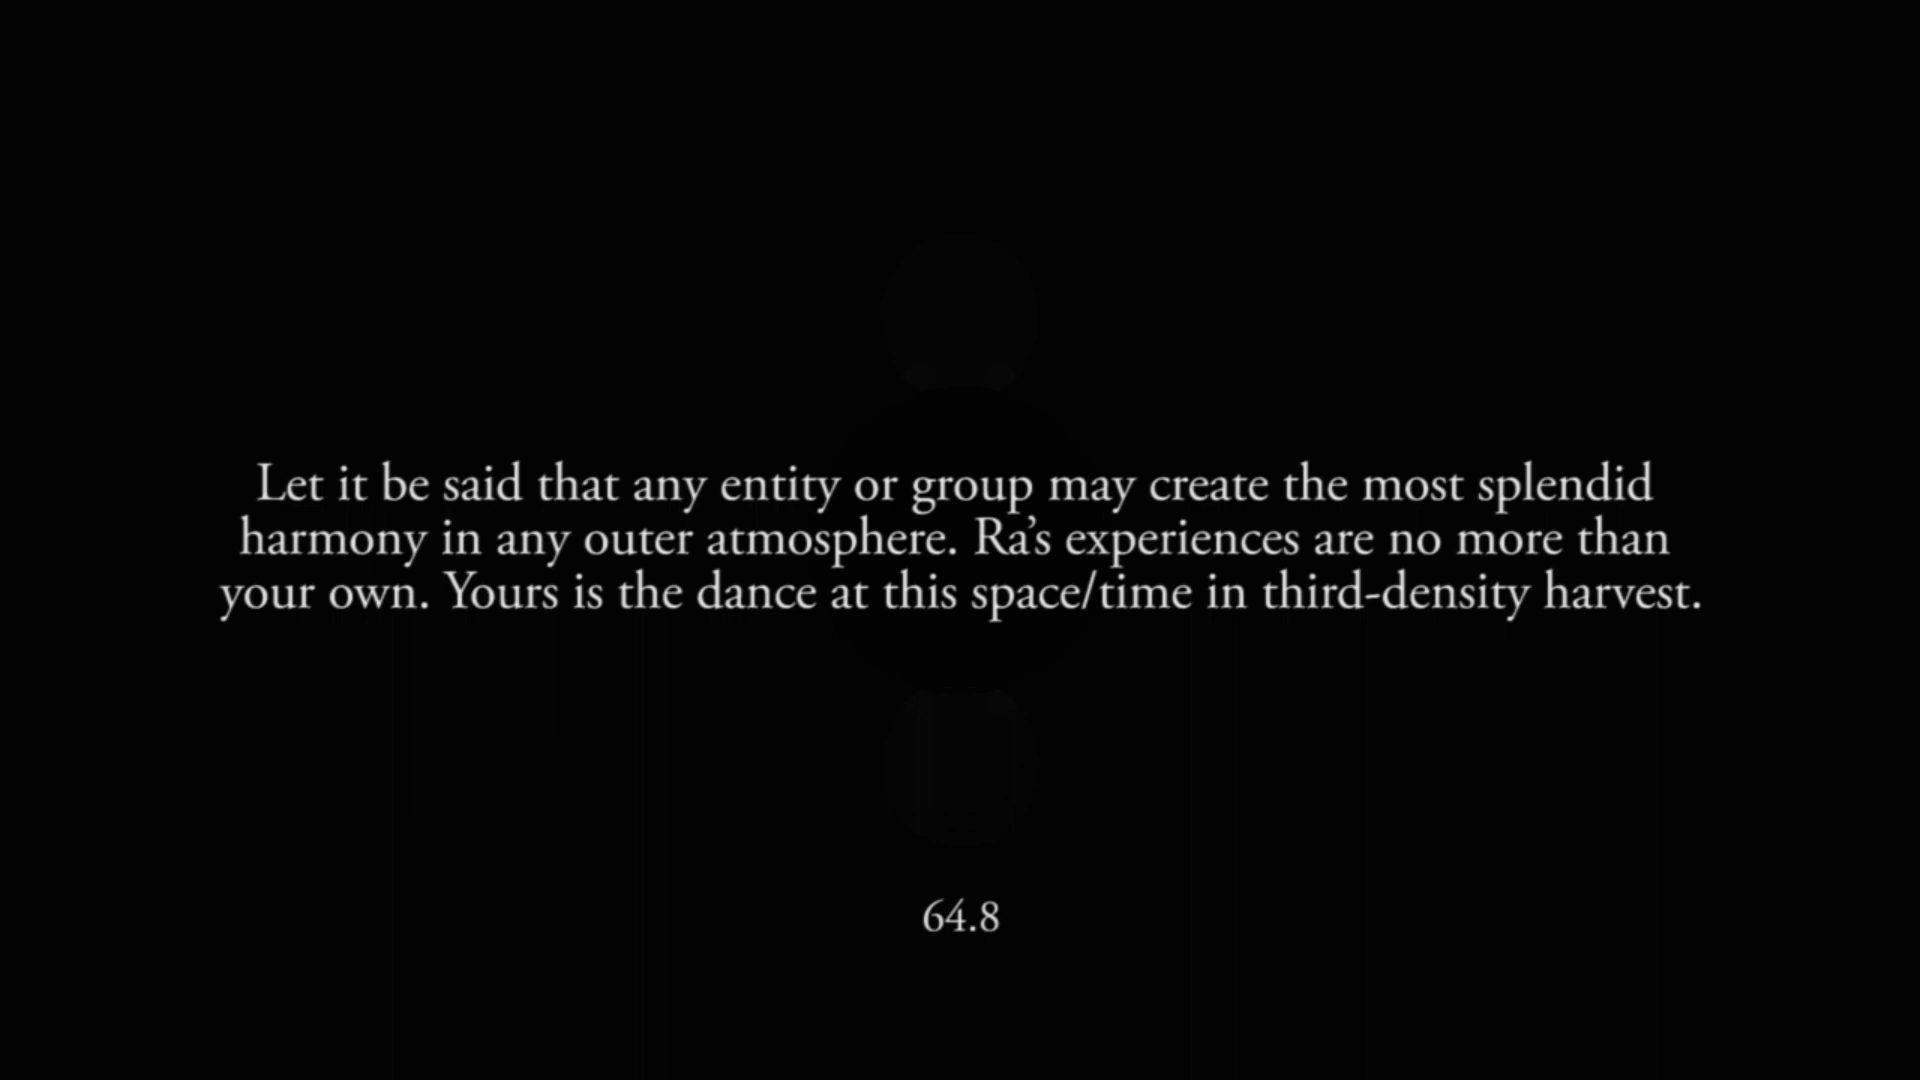 Let it be said that any entity or group may create the most splendid
harmony in any outer atmosphere. Ra’s experiences are no more than
your own. Yours is the dance at this space/time in third-density harvest.
64.8